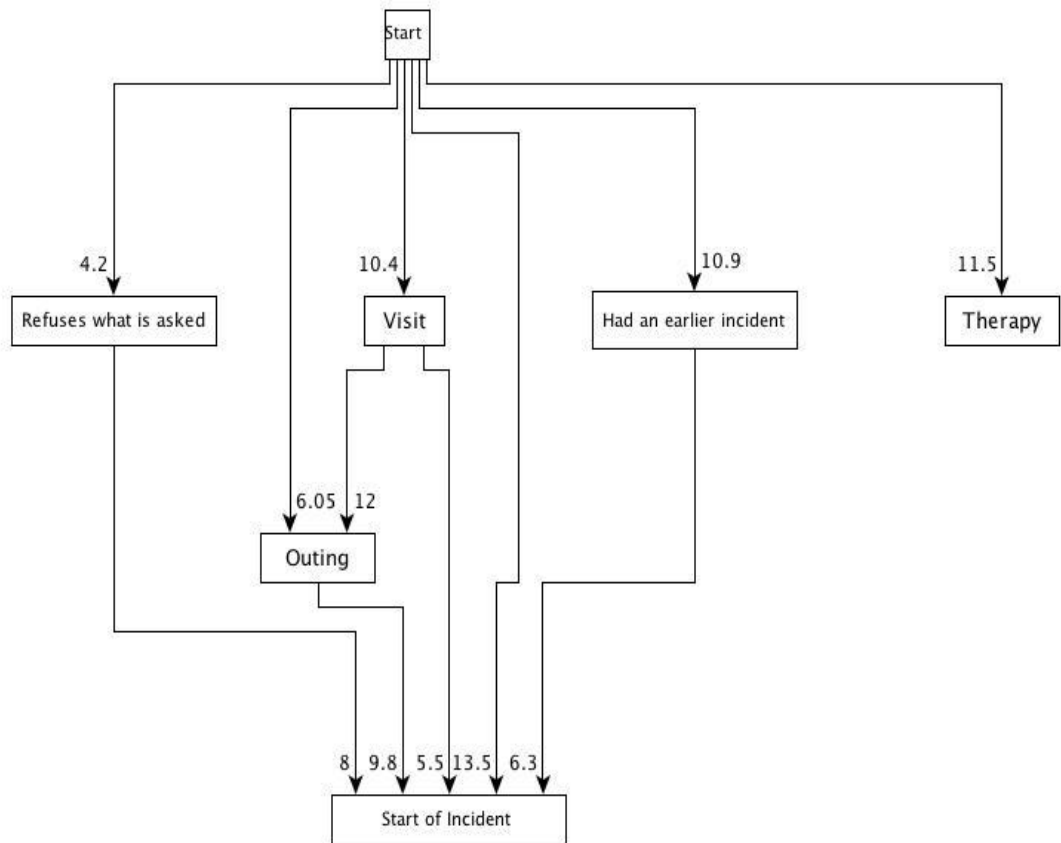 Start
4.2
10.4
10.9
11.5
Refuses what is asked
Visit
Had an earlier incident
Therapy
6.05
12
Outing
8
9.8
5.5
13.5
6.3
Start of Incident